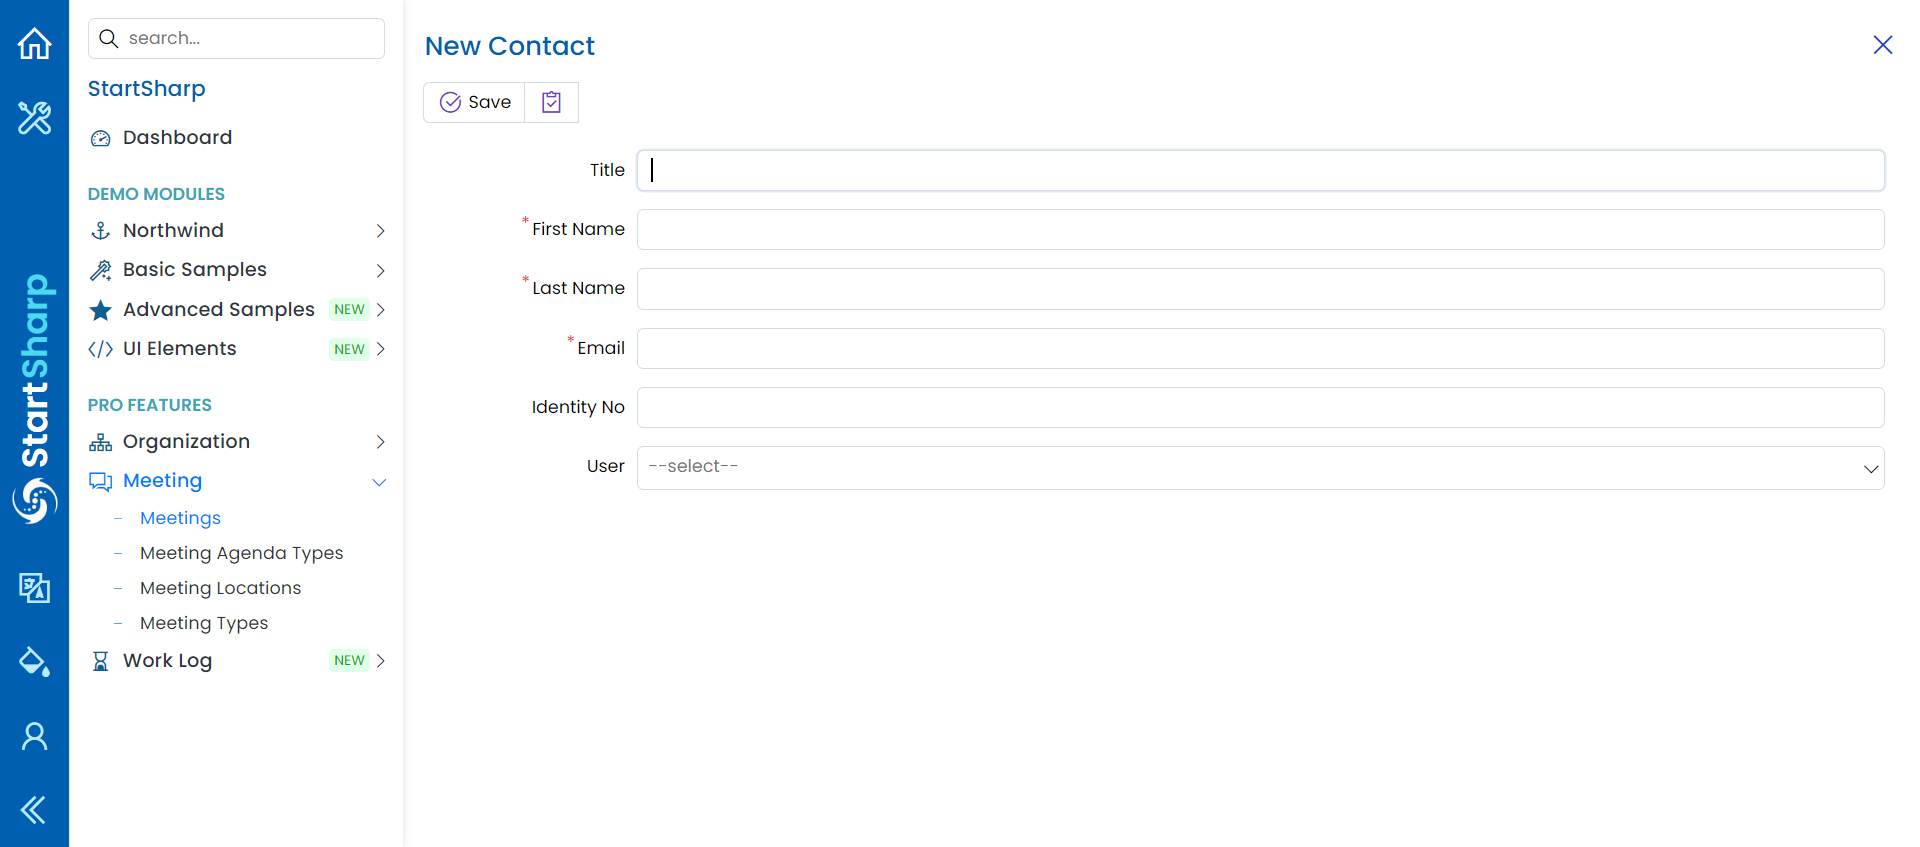 StartSharp
search...
StartSharp
Dashboard
DEMO MODULES
Northwind
Basic Samples
Advanced Samples NEW
UI Elements NEW
PRO FEATURES
Organization
Meeting
Meetings
Meeting Agenda Types
Meeting Locations
Meeting Types
Work Log NEW
New Contact
Save
Title
* First Name
* Last Name
* Email
Identity No
User --select--